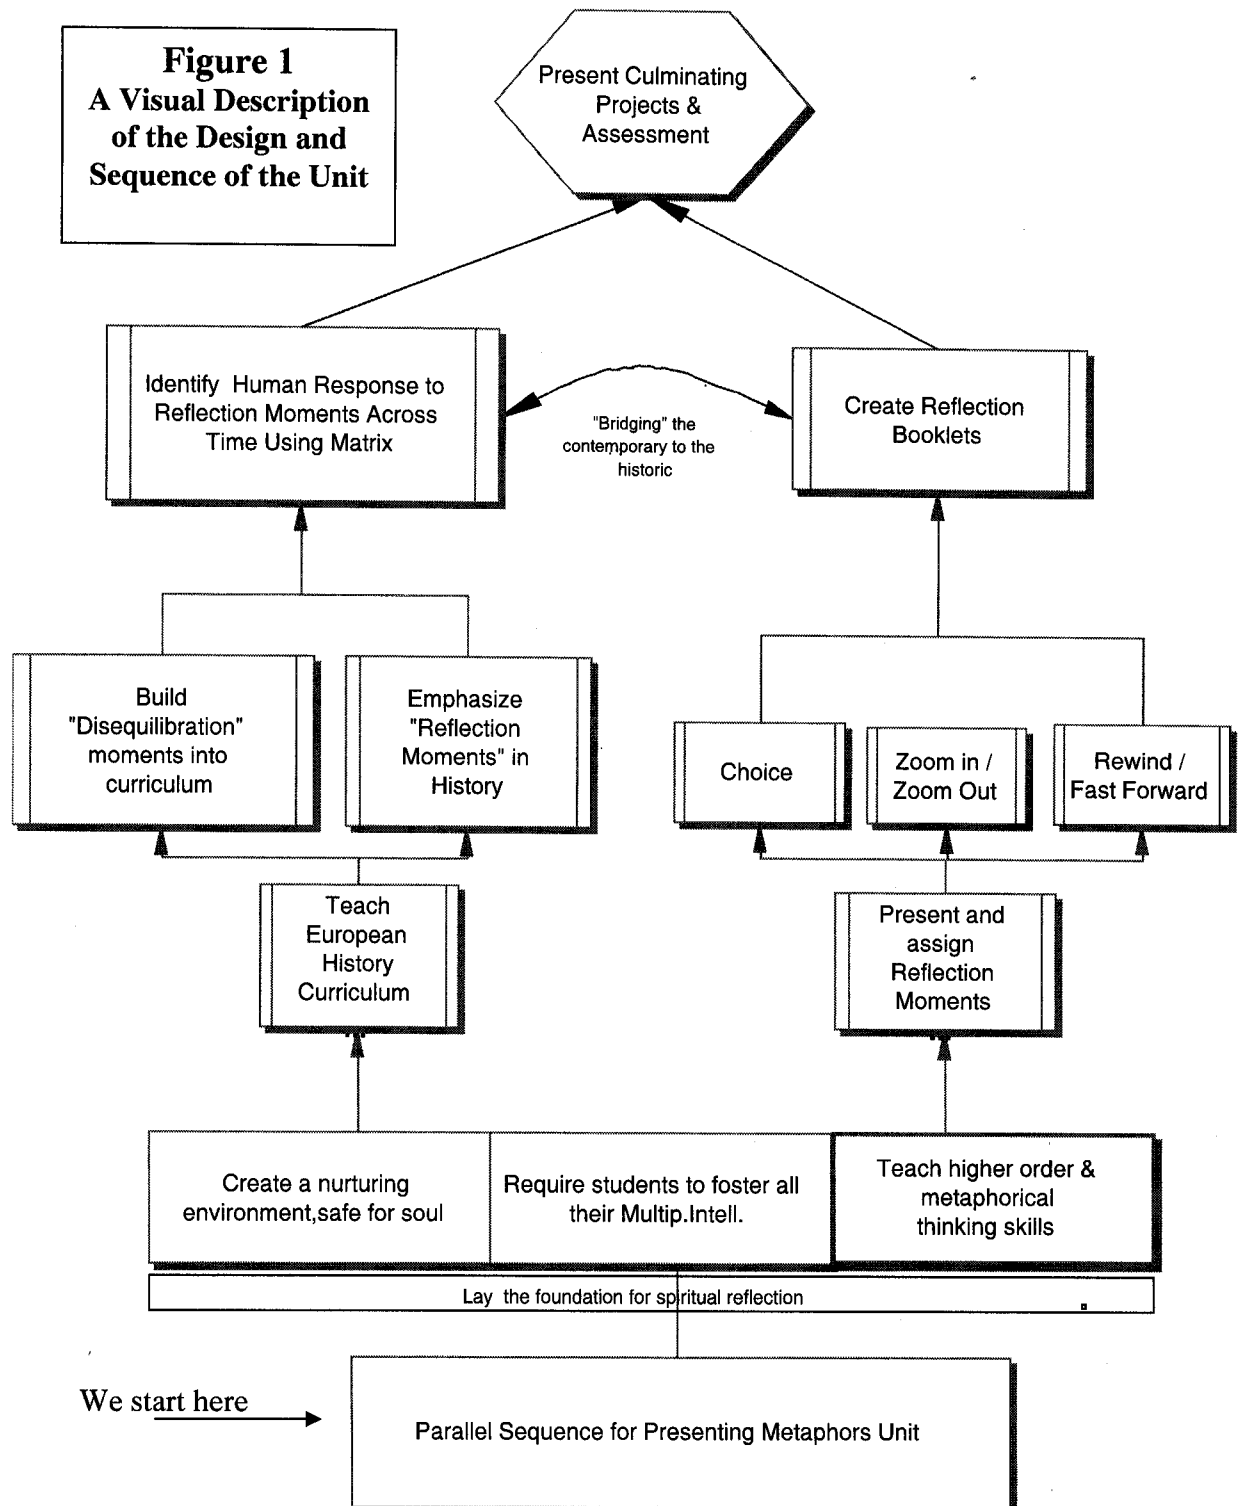 Figure 1
A Visual Description
of the Design and
Sequence of the Unit
Present Culminating
Projects &
Assessment
Identify Human Response to
Reflection Moments Across
Time Using Matrix
"Bridging" the
contemporary to the
historic
Create Reflection
Booklets
Build
"Disequilibration"
moments into
curriculum
Emphasize
"Reflection
Moments" in
History
Choice
Zoom in /
Zoom Out
Rewind /
Fast Forward
Teach
European
History
Curriculum
Present and
assign
Reflection
Moments
Create a nurturing
environment,safe for soul
Require students to foster all
their Multip.Intell.
Teach higher order &
metaphorical
thinking skills
Lay the foundation for spiritual reflection
We start here
Parallel Sequence for Presenting Metaphors Unit